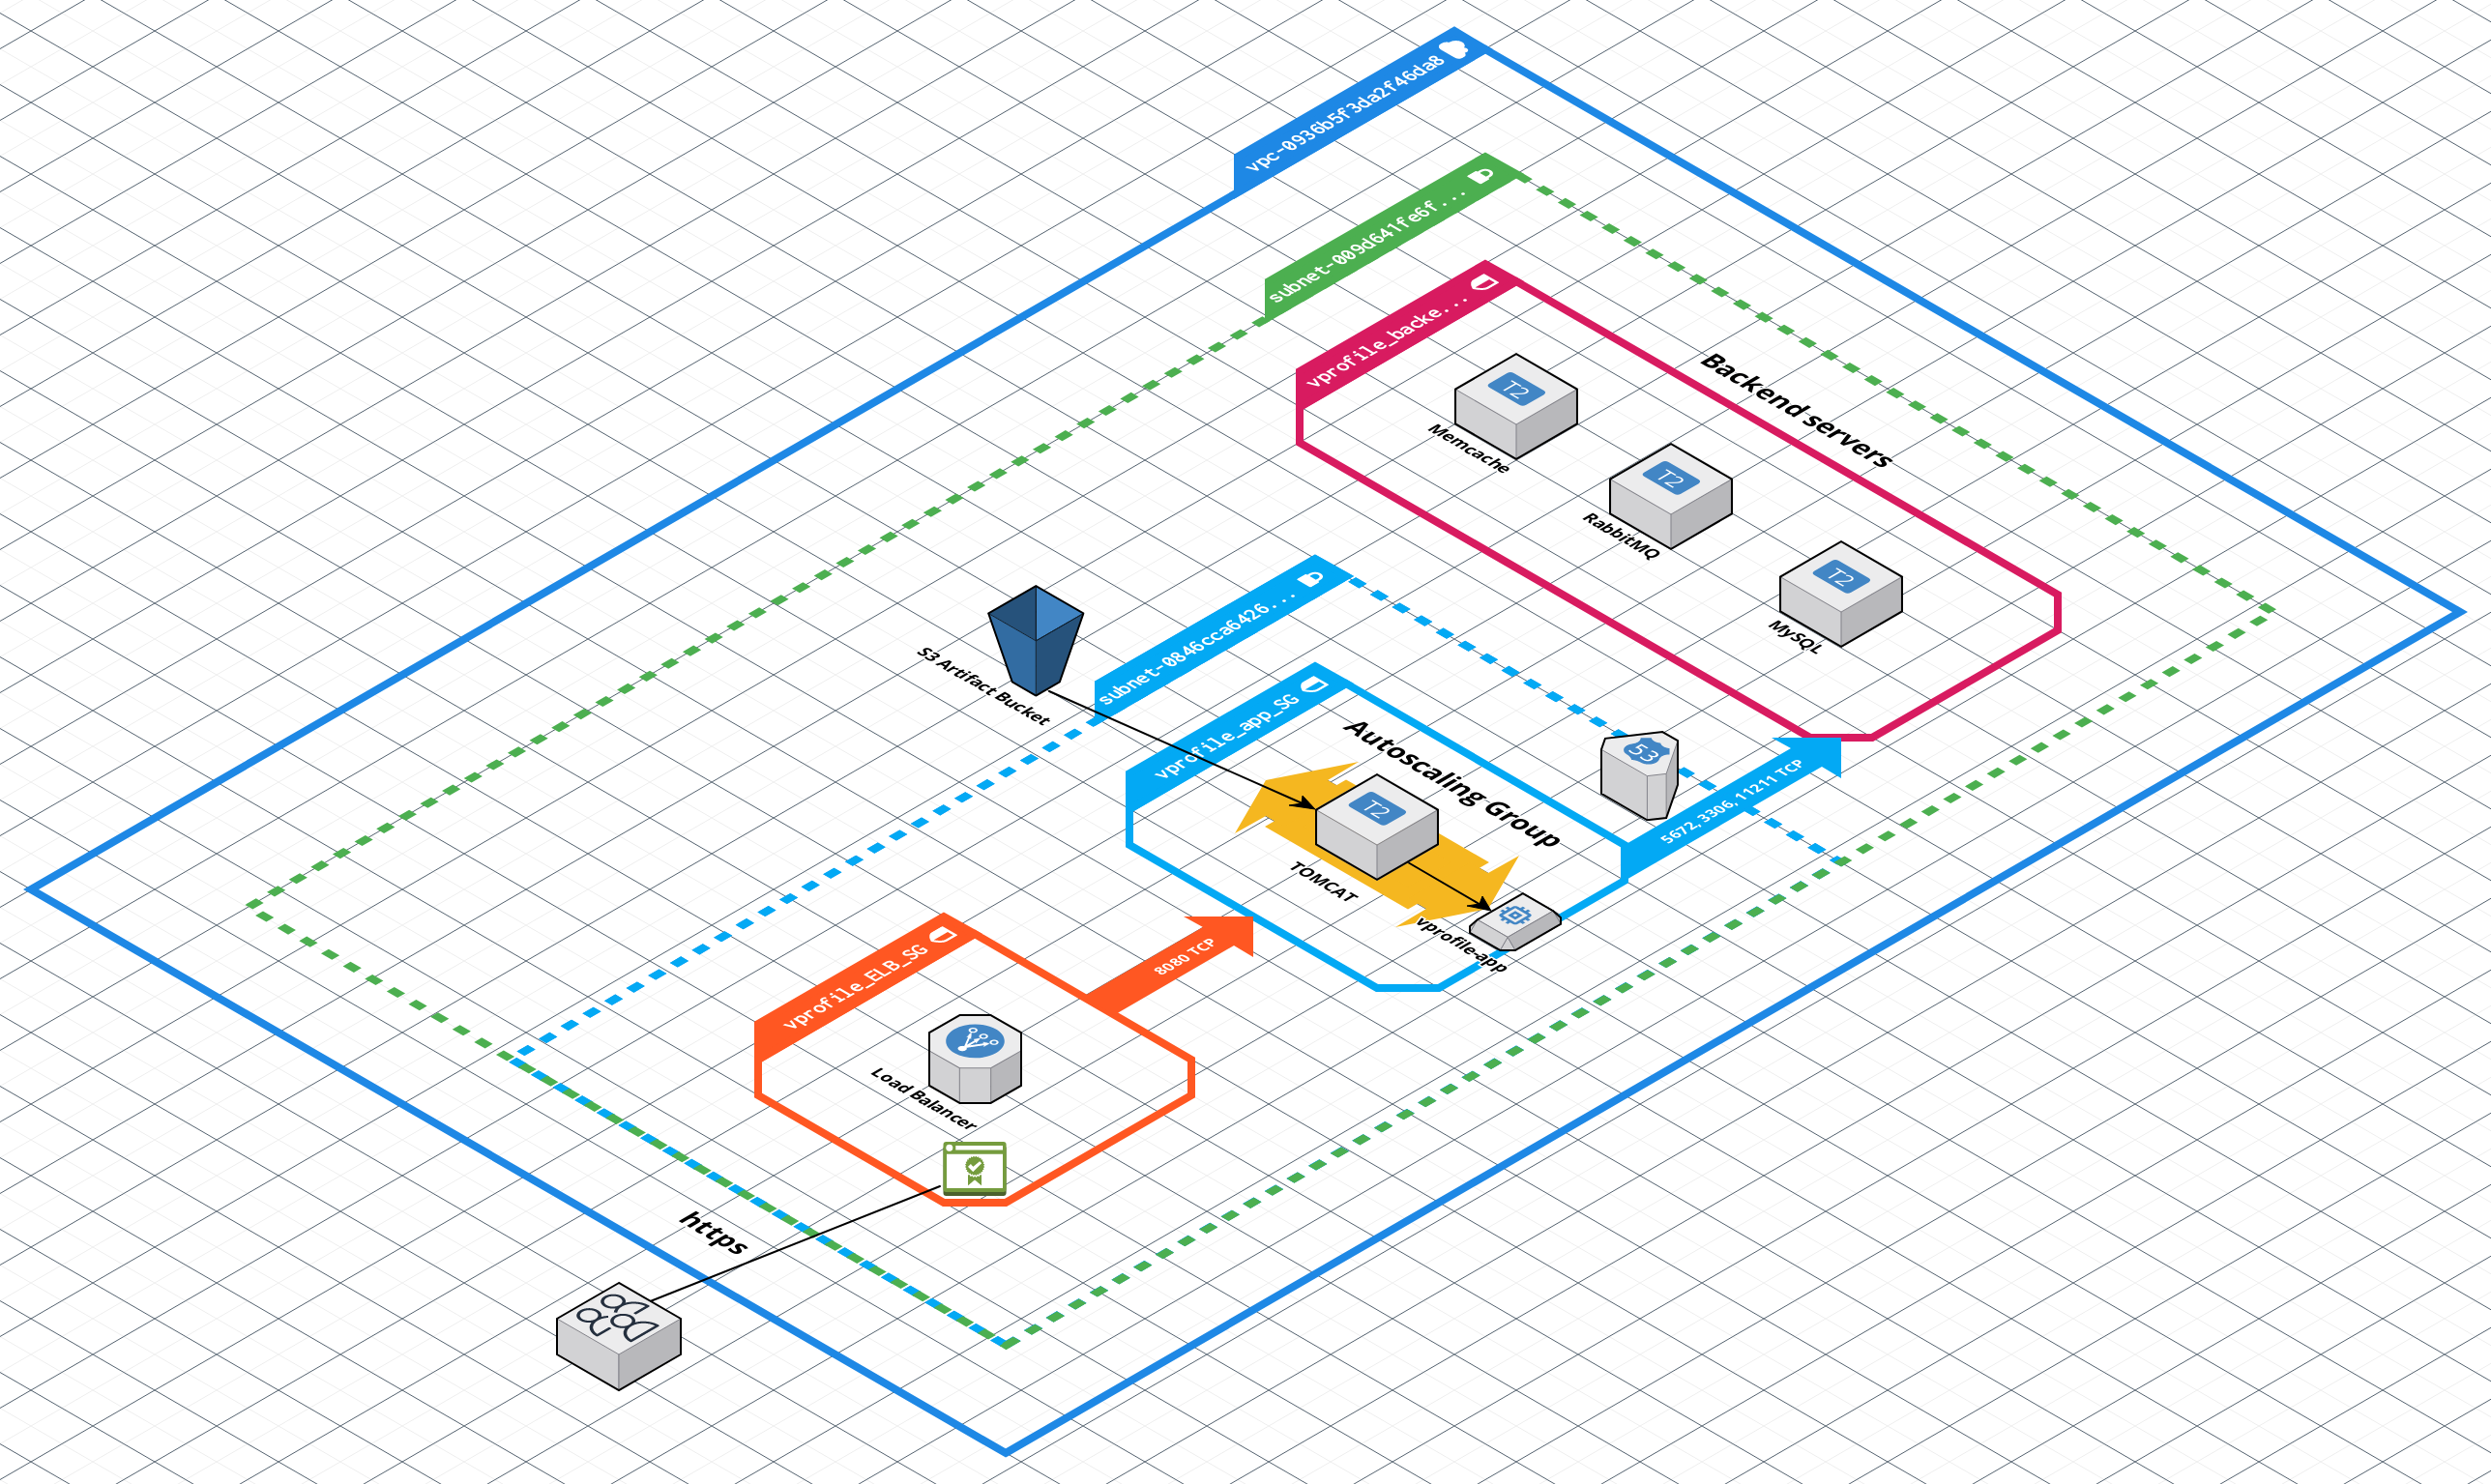 vpc-0936b5f3da2f46da8
subnet-009d641fe6f...
vprofile_backe...
Backend servers
T2
Memcache
T2
RabbitMQ
T2
MySQL
S3 Artifact Bucket
subnet-0846cca6426...
vprofile_app_SG
Autoscaling Group
T2
TOMCAT
vprofile-app
53
5672, 3306, 11211 TCP
vprofile_ELB_SG
8080 TCP
Load Balancer
https